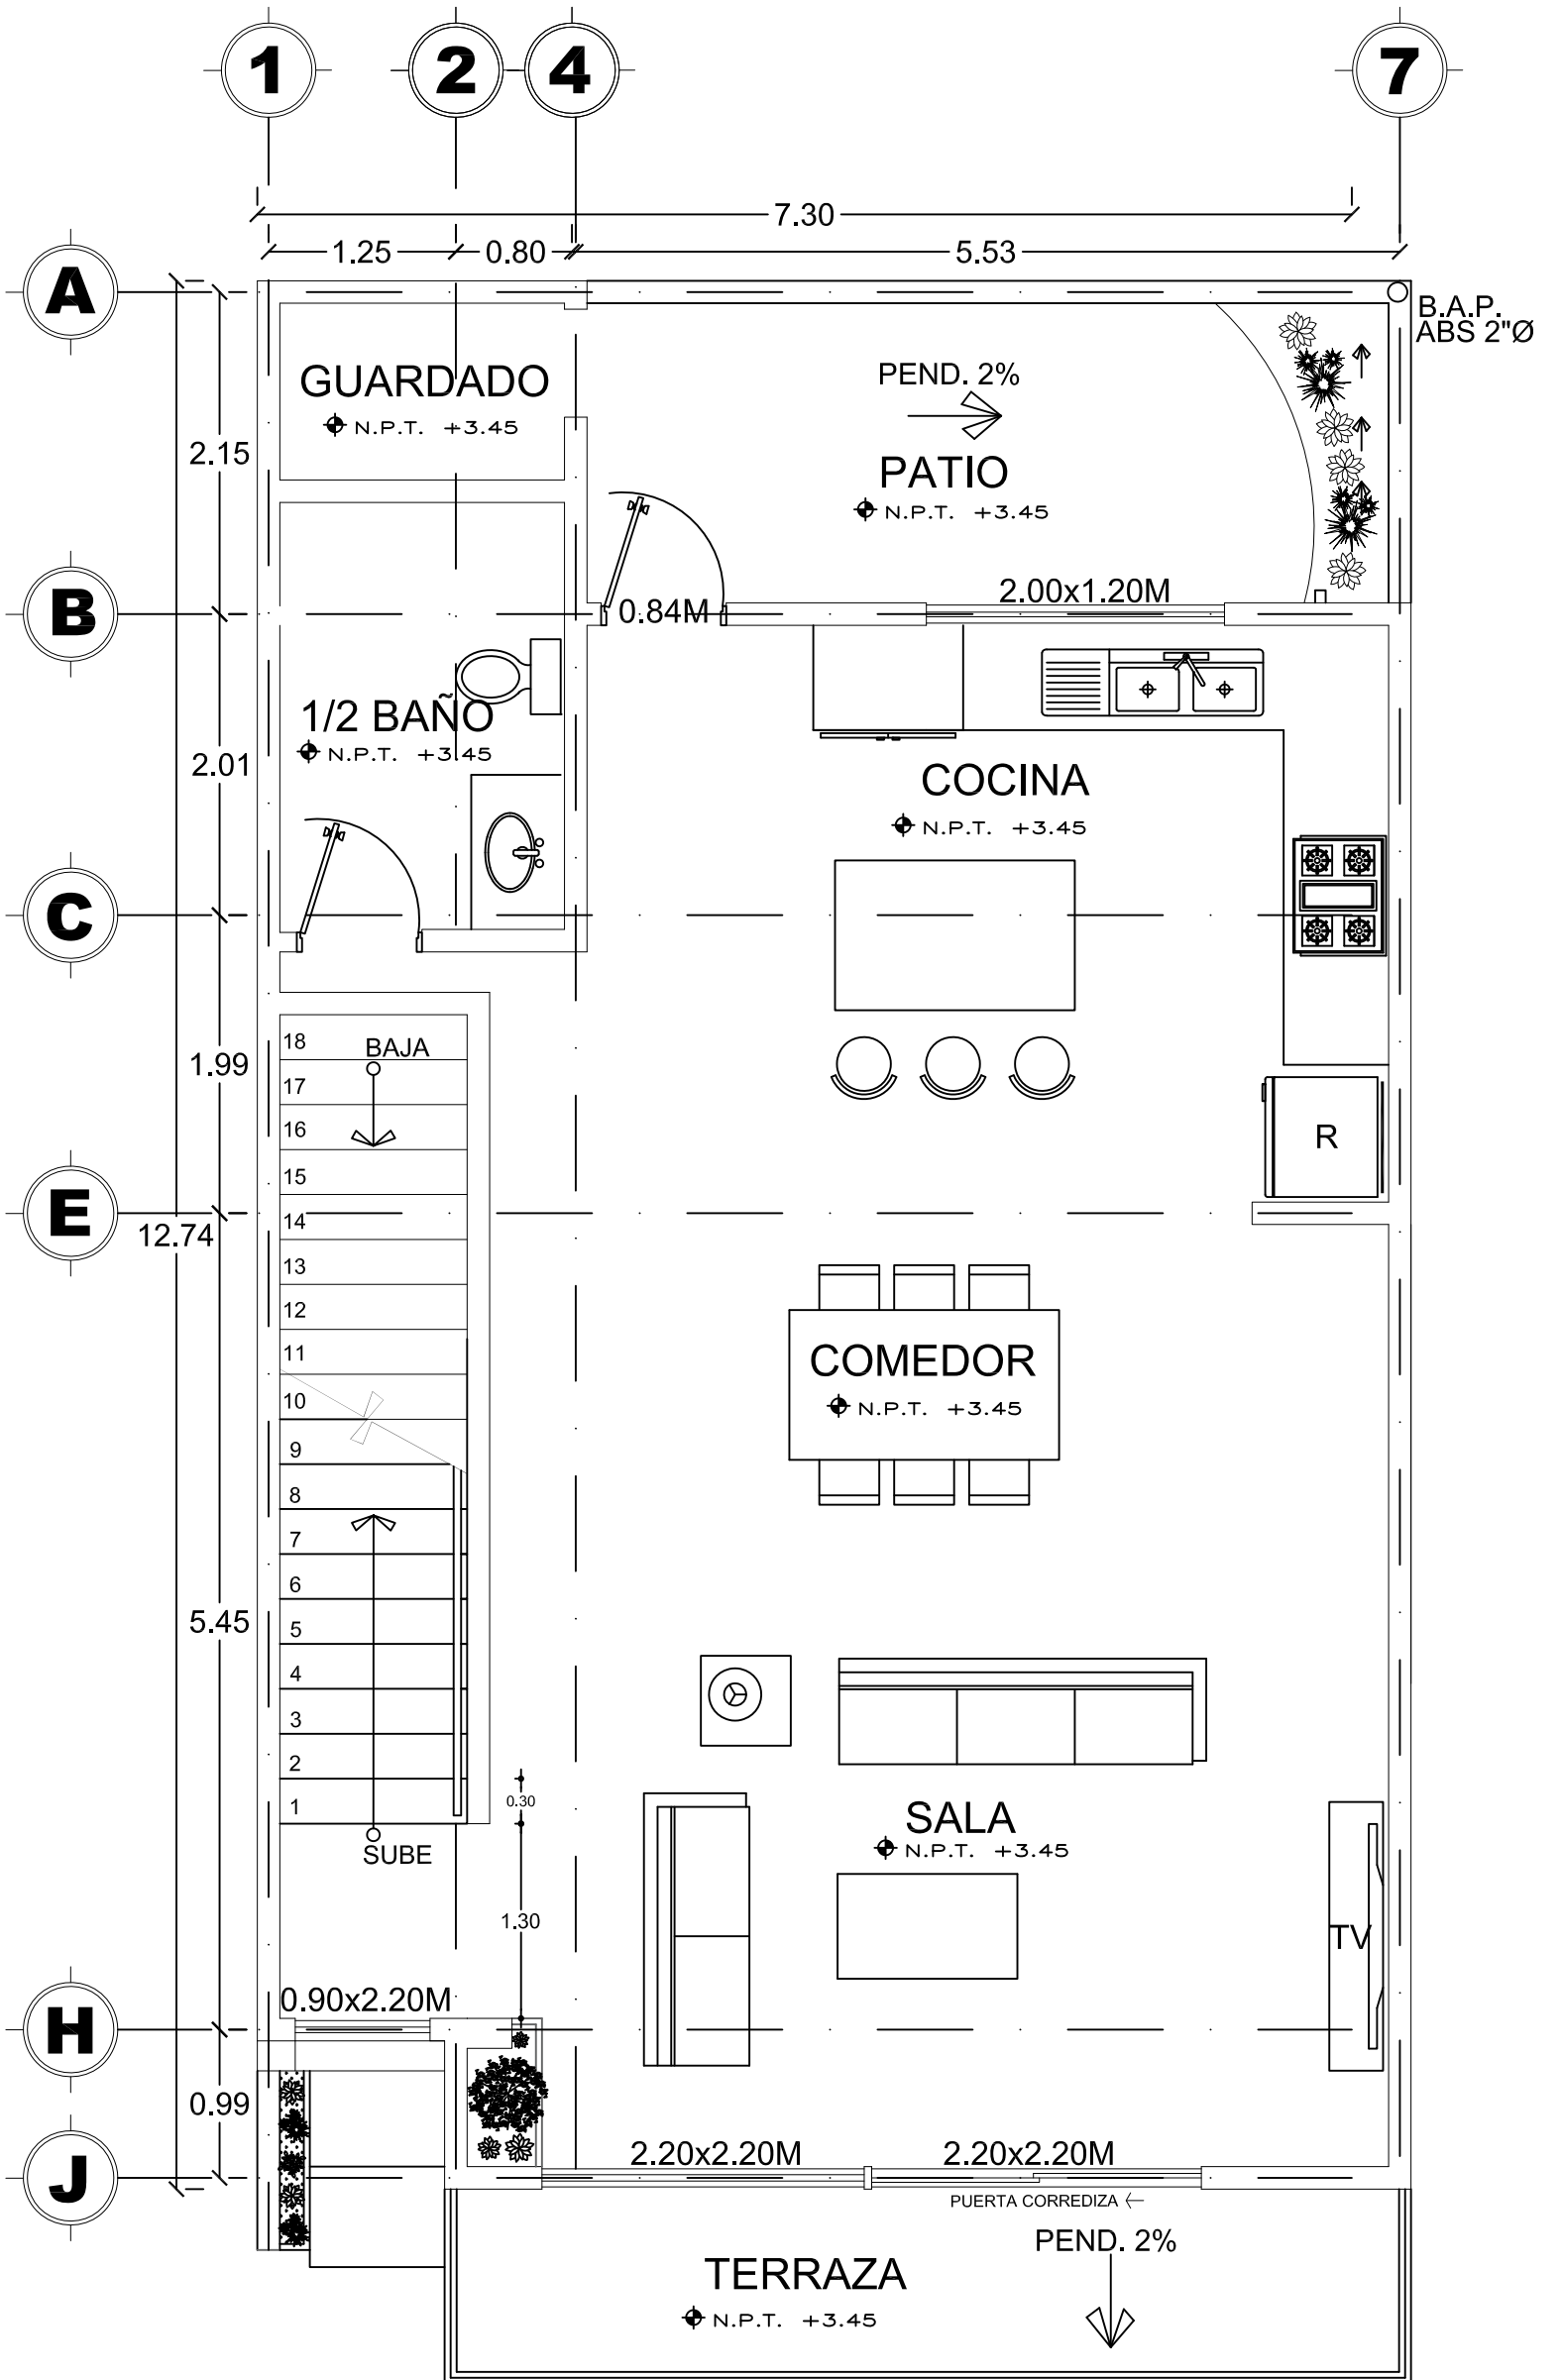 1 2 4 7
7.30
1.25 0.80 5.53
A
B.A.P.
ABS 2"Ø
GUARDADO
N.P.T. +3.45
PEND. 2%
PATIO
N.P.T. +3.45
2.15
B
0.84M
2.00x1.20M
1/2 BAÑO
N.P.T. +3.45
2.01
COCINA
N.P.T. +3.45
C
18
BAJA
17
16
15
14
13
12
11
10
9
8
7
6
5
4
3
2
1
SUBE
1.99
R
E
12.74
COMEDOR
N.P.T. +3.45
5.45
0.30
1.30
SALA
N.P.T. +3.45
TV
0.90x2.20M
H
0.99
2.20x2.20M
2.20x2.20M
J
PUERTA CORREDIZA
PEND. 2%
TERRAZA
N.P.T. +3.45